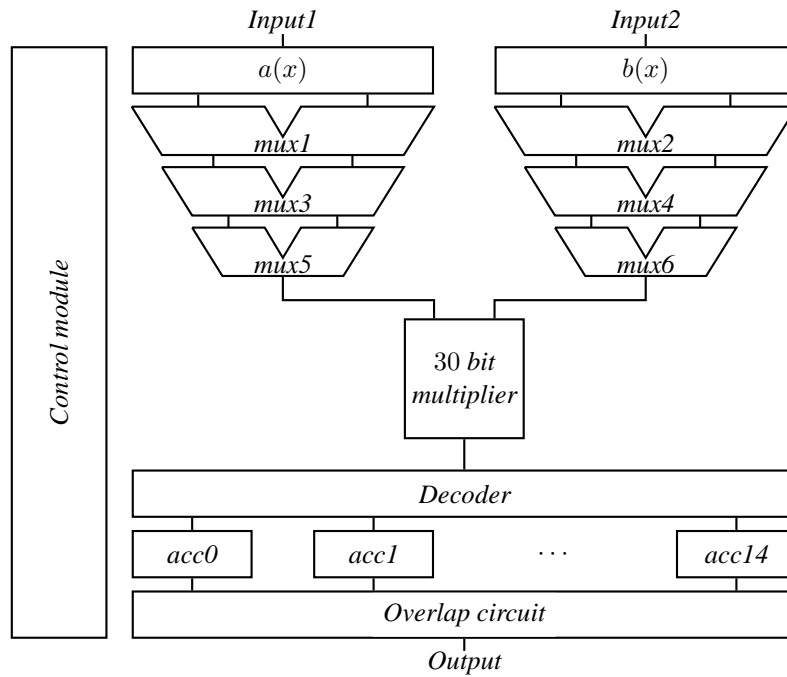 Input1 Input2
a(x) b(x)
mux1 mux2
mux3 mux4
mux5 mux6
Control module
30 bit
multiplier
Decoder
acc0 acc1 ··· acc14
Overlap circuit
Output